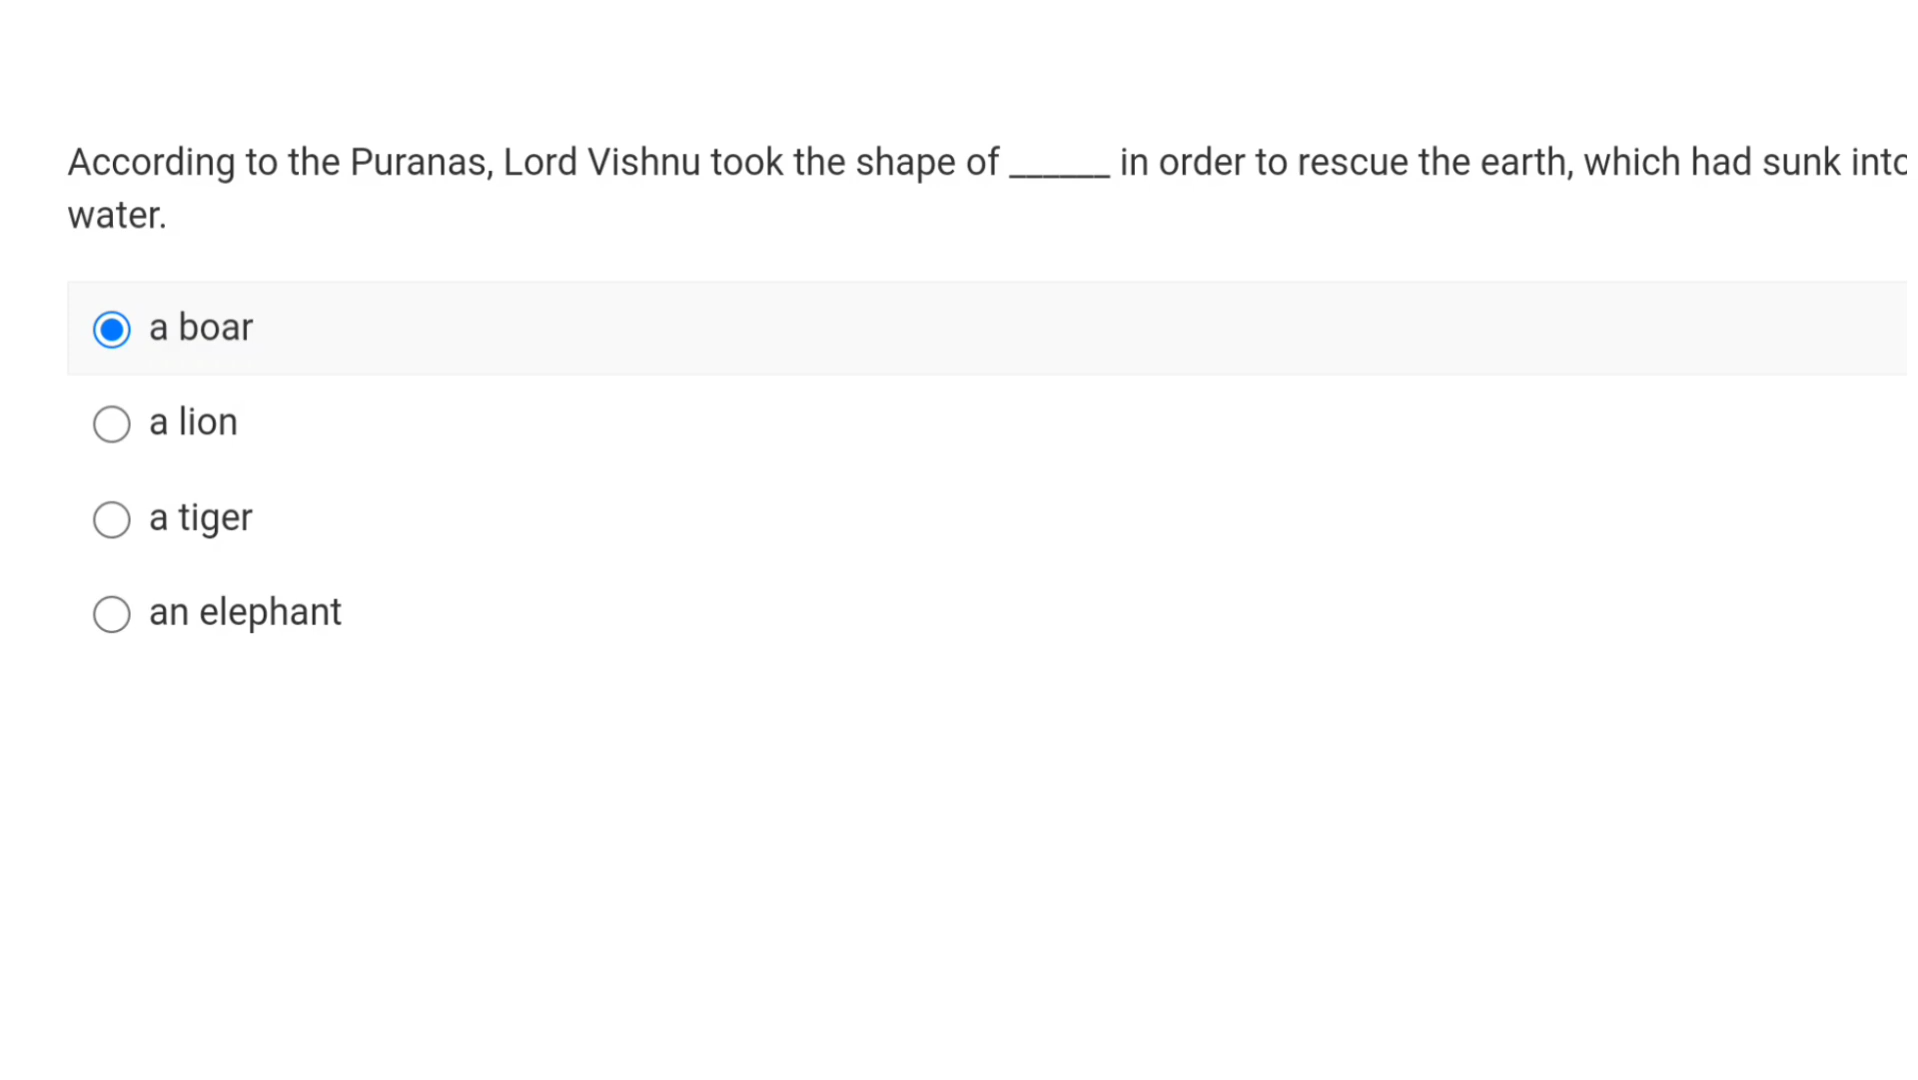 According to the Puranas, Lord Vishnu took the shape of ______ in order to rescue the earth, which had sunk into
water.
a boar
a lion
a tiger
an elephant